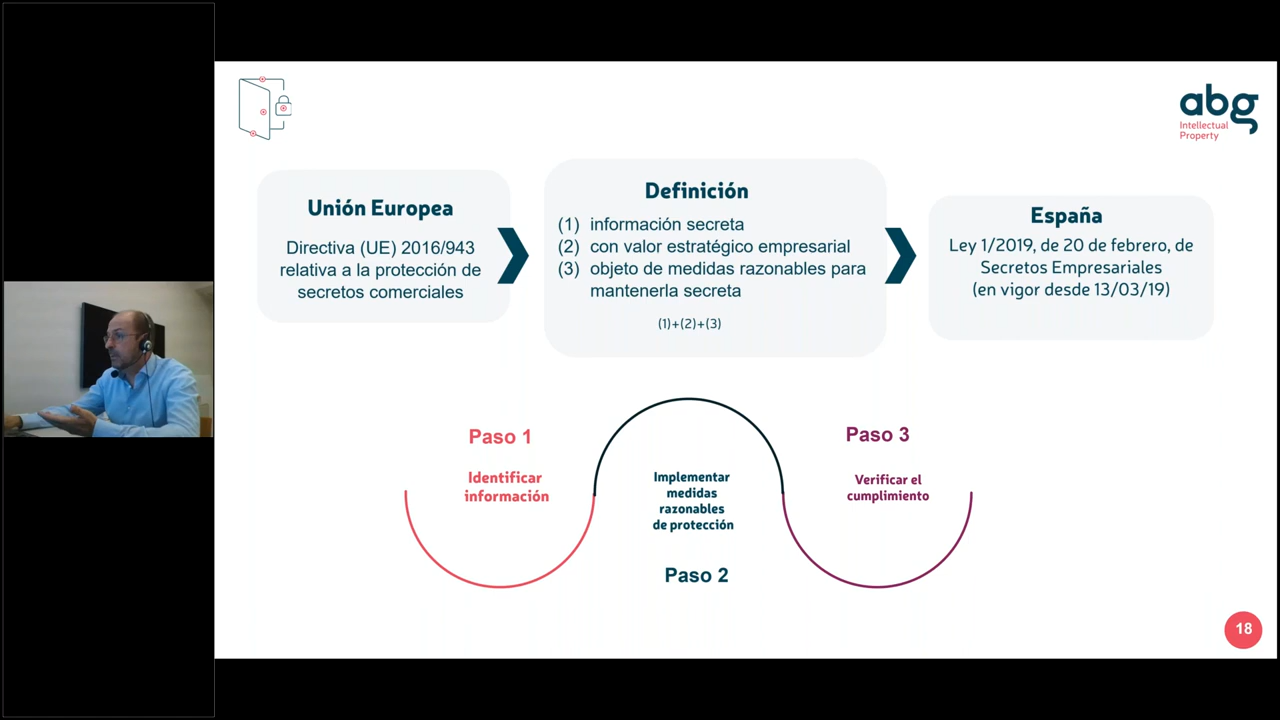 abg
Intellectual
Property
Unión Europea
Directiva (UE) 2016/943
relativa a la protección de
secretos comerciales
Definición
(1) información secreta
(2) con valor estratégico empresarial
(3) objeto de medidas razonables para
mantenerla secreta
(1)+(2)+(3)
España
Ley 1/2019, de 20 de febrero, de
Secretos Empresariales
(en vigor desde 13/03/19)
Paso 1
Identificar
información
Implementar
medidas
razonables
de protección
Paso 2
Paso 3
Verificar el
cumplimiento
18